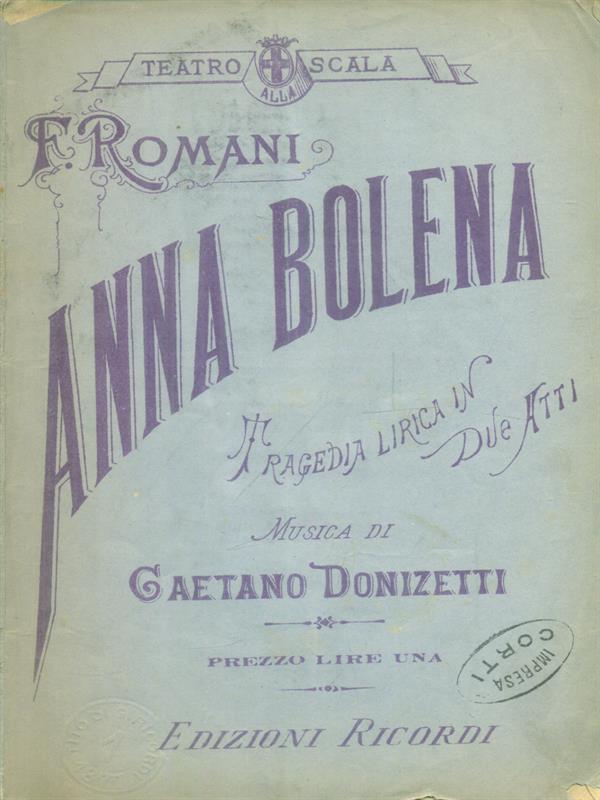 TEATRO ALLA SCALA
F. ROMANI
ANNA BOLENA
TRAGEDIA LIRICA IN
DUE ATTI
MUSICA DI
GAETANO DONIZETTI
PREZZO LIRE UNA
IMPRESA
CORTI
EDIZIONI RICORDI